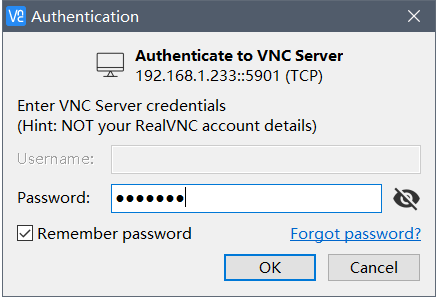 Authentication
Authenticate to VNC Server
192.168.1.233::5901 (TCP)
Enter VNC Server credentials
(Hint: NOT your RealVNC account details)
Username:
Password: ●●●●●●●
Remember password Forgot password?
OK Cancel